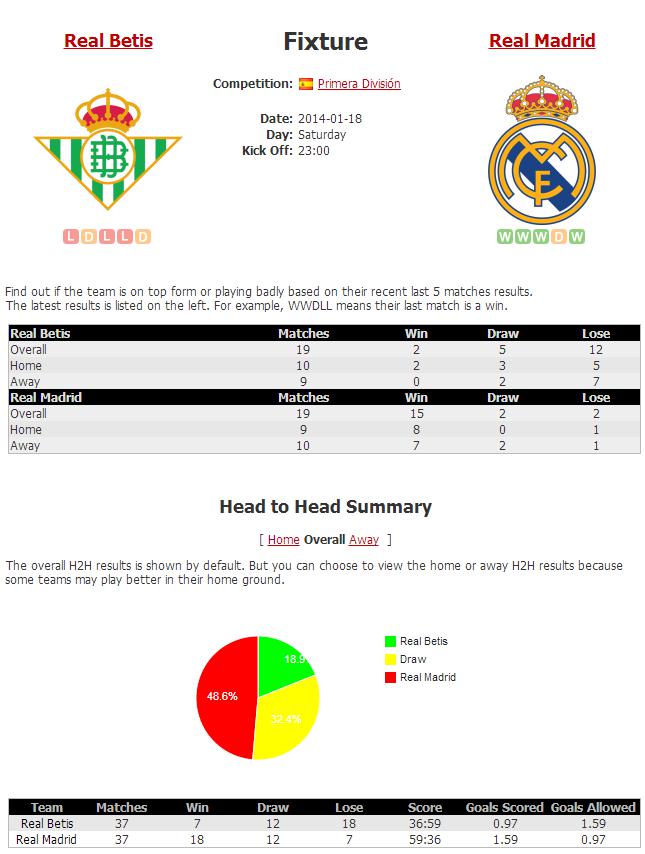 Real Betis
Fixture
Real Madrid
Competition: Primera División
Date: 2014-01-18
Day: Saturday
Kick Off: 23:00
L D L L D
W W W D W
Find out if the team is on top form or playing badly based on their recent last 5 matches results.
The latest results is listed on the left. For example, WWDLL means their last match is a win.
Real Betis Matches Win Draw Lose
Overall 19 2 5 12
Home 10 2 3 5
Away 9 0 2 7
Real Madrid Matches Win Draw Lose
Overall 19 15 2 2
Home 9 8 0 1
Away 10 7 2 1
Head to Head Summary
[ Home Overall Away ]
The overall H2H results is shown by default. But you can choose to view the home or away H2H results because
some teams may play better in their home ground.
Real Betis
Draw
Real Madrid
18.9
48.6%
32.4%
Team Matches Win Draw Lose Score Goals Scored Goals Allowed
Real Betis 37 7 12 18 36:59 0.97 1.59
Real Madrid 37 18 12 7 59:36 1.59 0.97